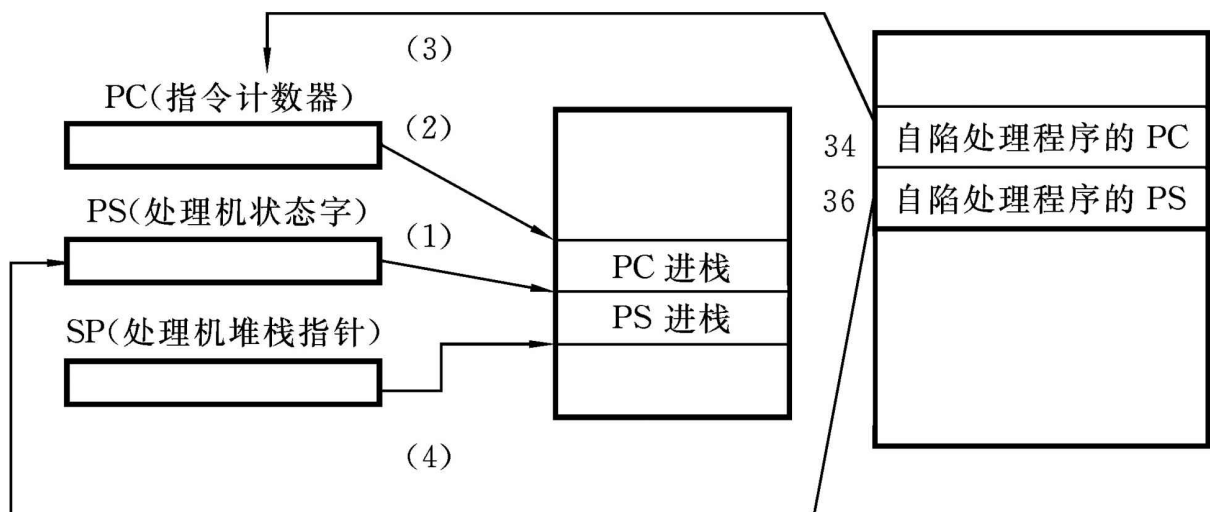 （3）
PC(指令计数器)
（2）
34
自陷处理程序的 PC
36
自陷处理程序的 PS
PS(处理机状态字)
（1）
PC 进栈
PS 进栈
SP(处理机堆栈指针)
（4）